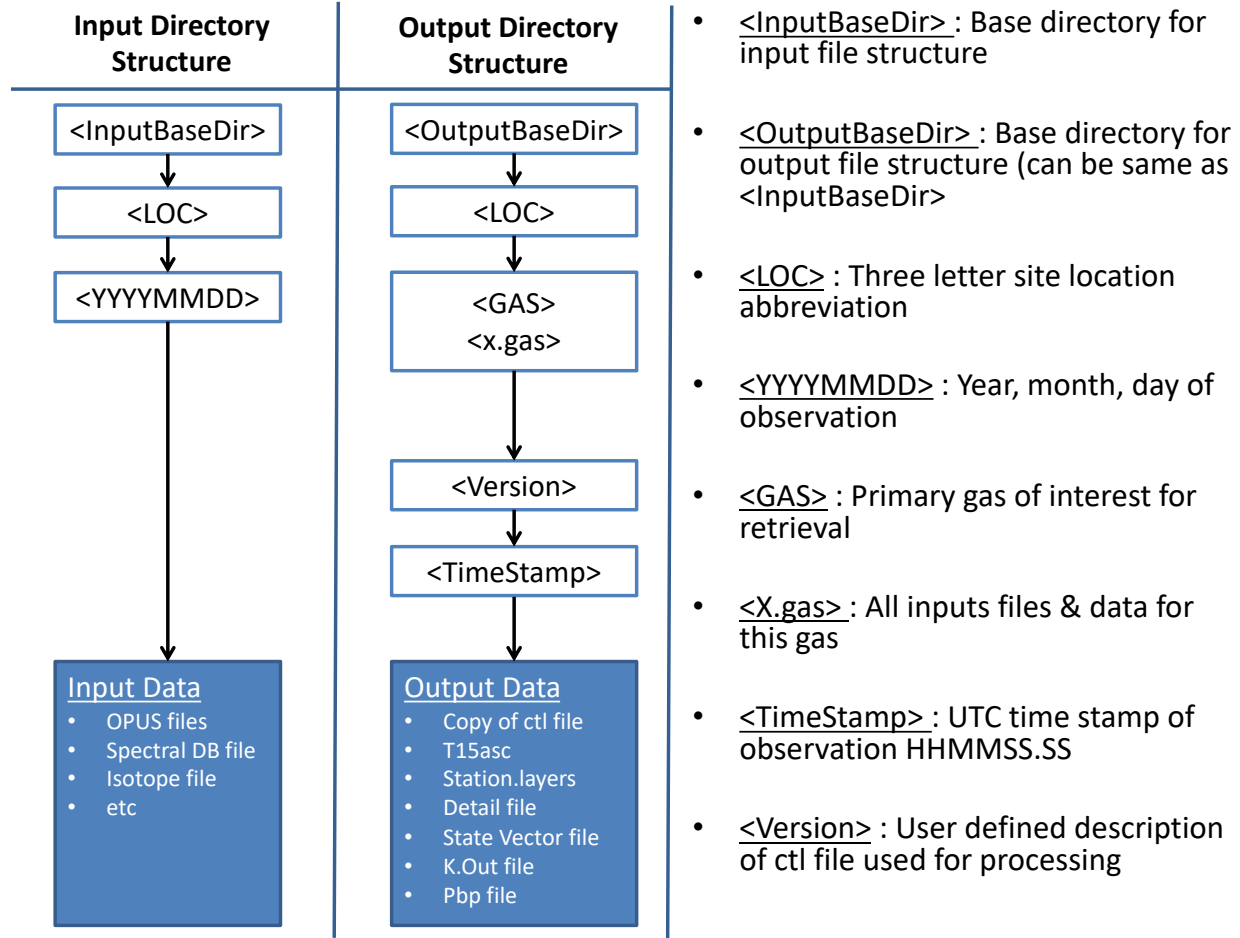 Input Directory
Structure
<InputBaseDir>
<LOC>
<YYYYMMDD>
Input Data
• OPUS files
• Spectral DB file
• Isotope file
• etc
Output Directory
Structure
<OutputBaseDir>
<LOC>
<GAS>
<x.gas>
<Version>
<TimeStamp>
Output Data
• Copy of ctl file
• T15asc
• Station.layers
• Detail file
• State Vector file
• K.Out file
• Pbp file
• <InputBaseDir> : Base directory for
input file structure
• <OutputBaseDir> : Base directory for
output file structure (can be same as
<InputBaseDir>
• <LOC> : Three letter site location
abbreviation
• <YYYYMMDD> : Year, month, day of
observation
• <GAS> : Primary gas of interest for
retrieval
• <X.gas> : All inputs files & data for
this gas
• <TimeStamp> : UTC time stamp of
observation HHMMSS.SS
• <Version> : User defined description
of ctl file used for processing